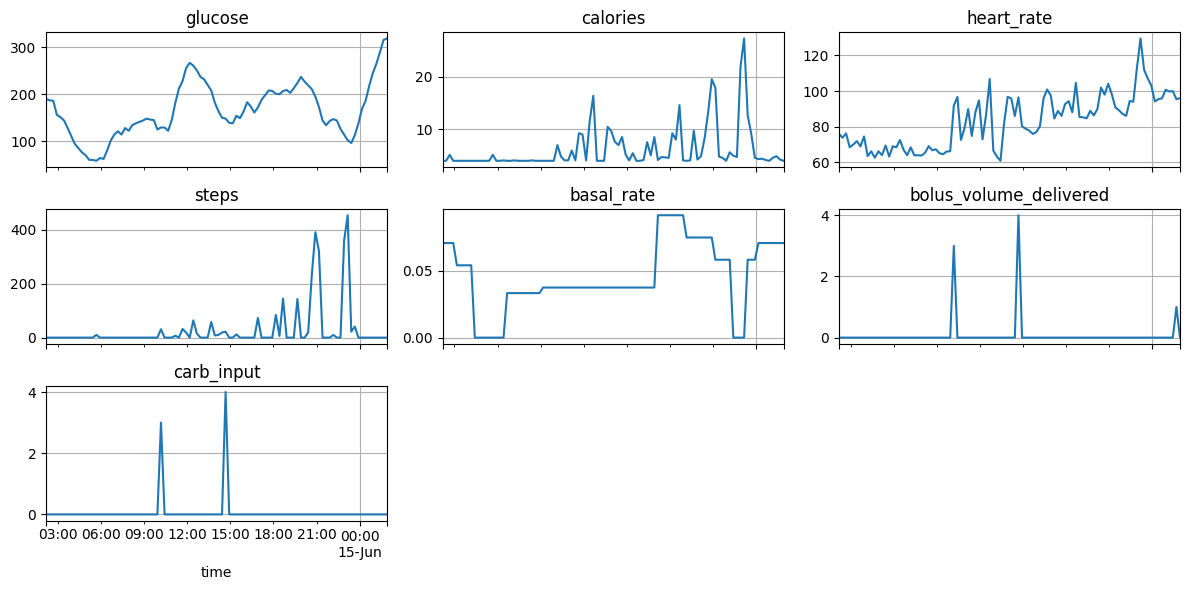 glucose
300
200
100
calories
20
10
heart_rate
120
100
80
60
steps
400
200
0
basal_rate
0.05
0.00
bolus_volume_delivered
4
2
0
carb_input
4
2
0
03:00 06:00 09:00 12:00 15:00 18:00 21:00 00:00
15-Jun
time